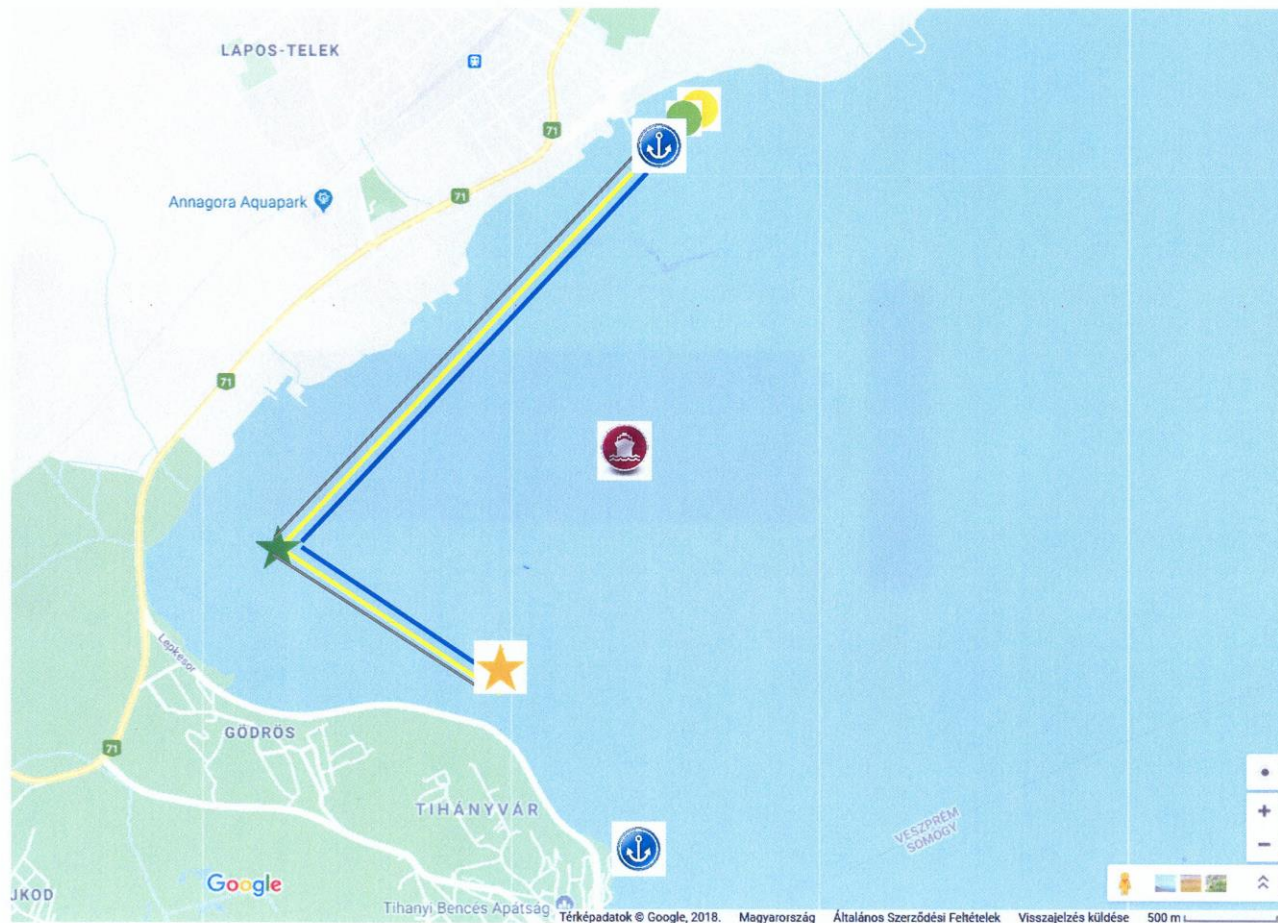 LAPOS-TELEK
71
71
Annagora Aquapark
71
71
Lepkesor
GÖDRÖS
71
TIHANYVÁR
VESZPRÉM
SOMOGY
Google
JKOD
Tihanyi Bencés Apátság
Térképadatok © Google, 2018. Magyarország Általános Szerződési Feltételek Visszajelzés küldése 500 m